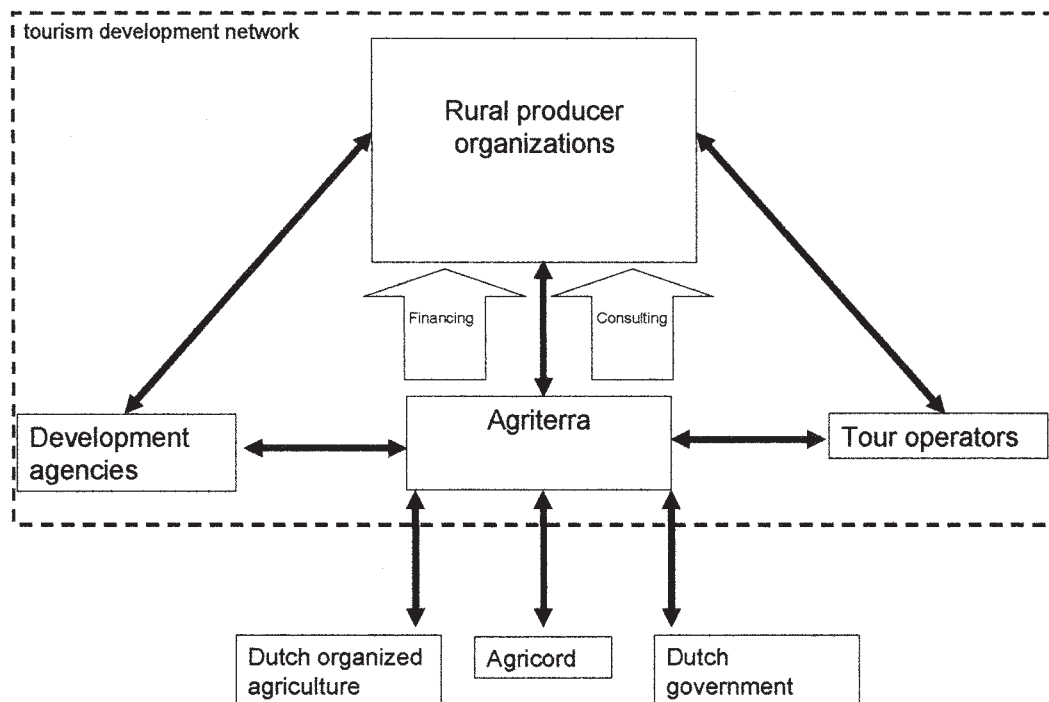 tourism development network
Rural producer
organizations
Financing
Consulting
Agriterra
Development
agencies
Tour operators
Dutch organized
agriculture
Agricord
Dutch
government